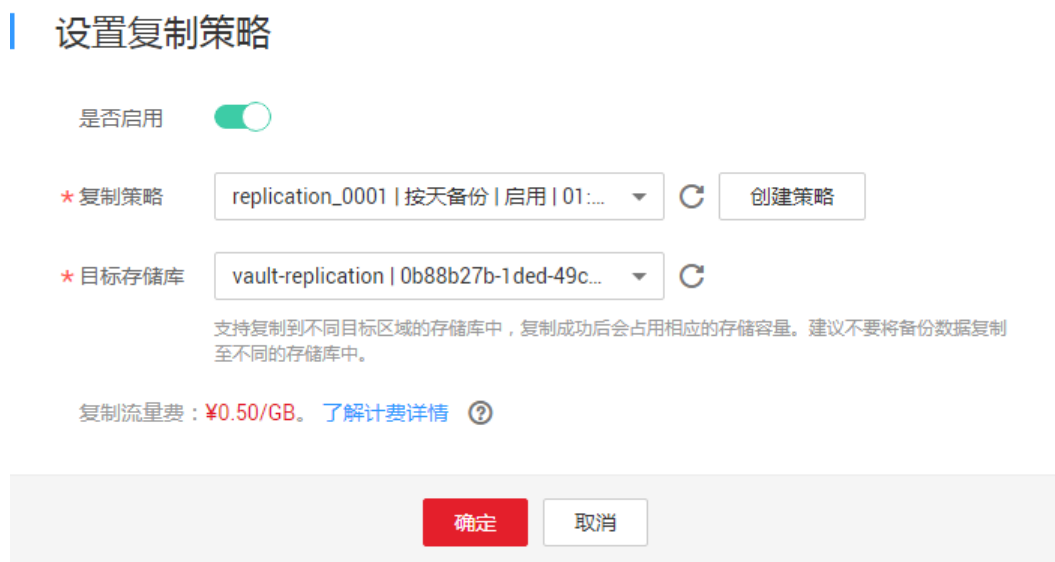 设置复制策略
是否启用
* 复制策略 replication_0001 | 按天备份 | 启用 | 01:... 创建策略
* 目标存储库 vault-replication | 0b88b27b-1ded-49c...
支持复制到不同目标区域的存储库中，复制成功后会占用相应的存储容量。建议不要将备份数据复制
至不同的存储库中。
复制流量费：¥0.50/GB。 了解计费详情 ?
确定 取消